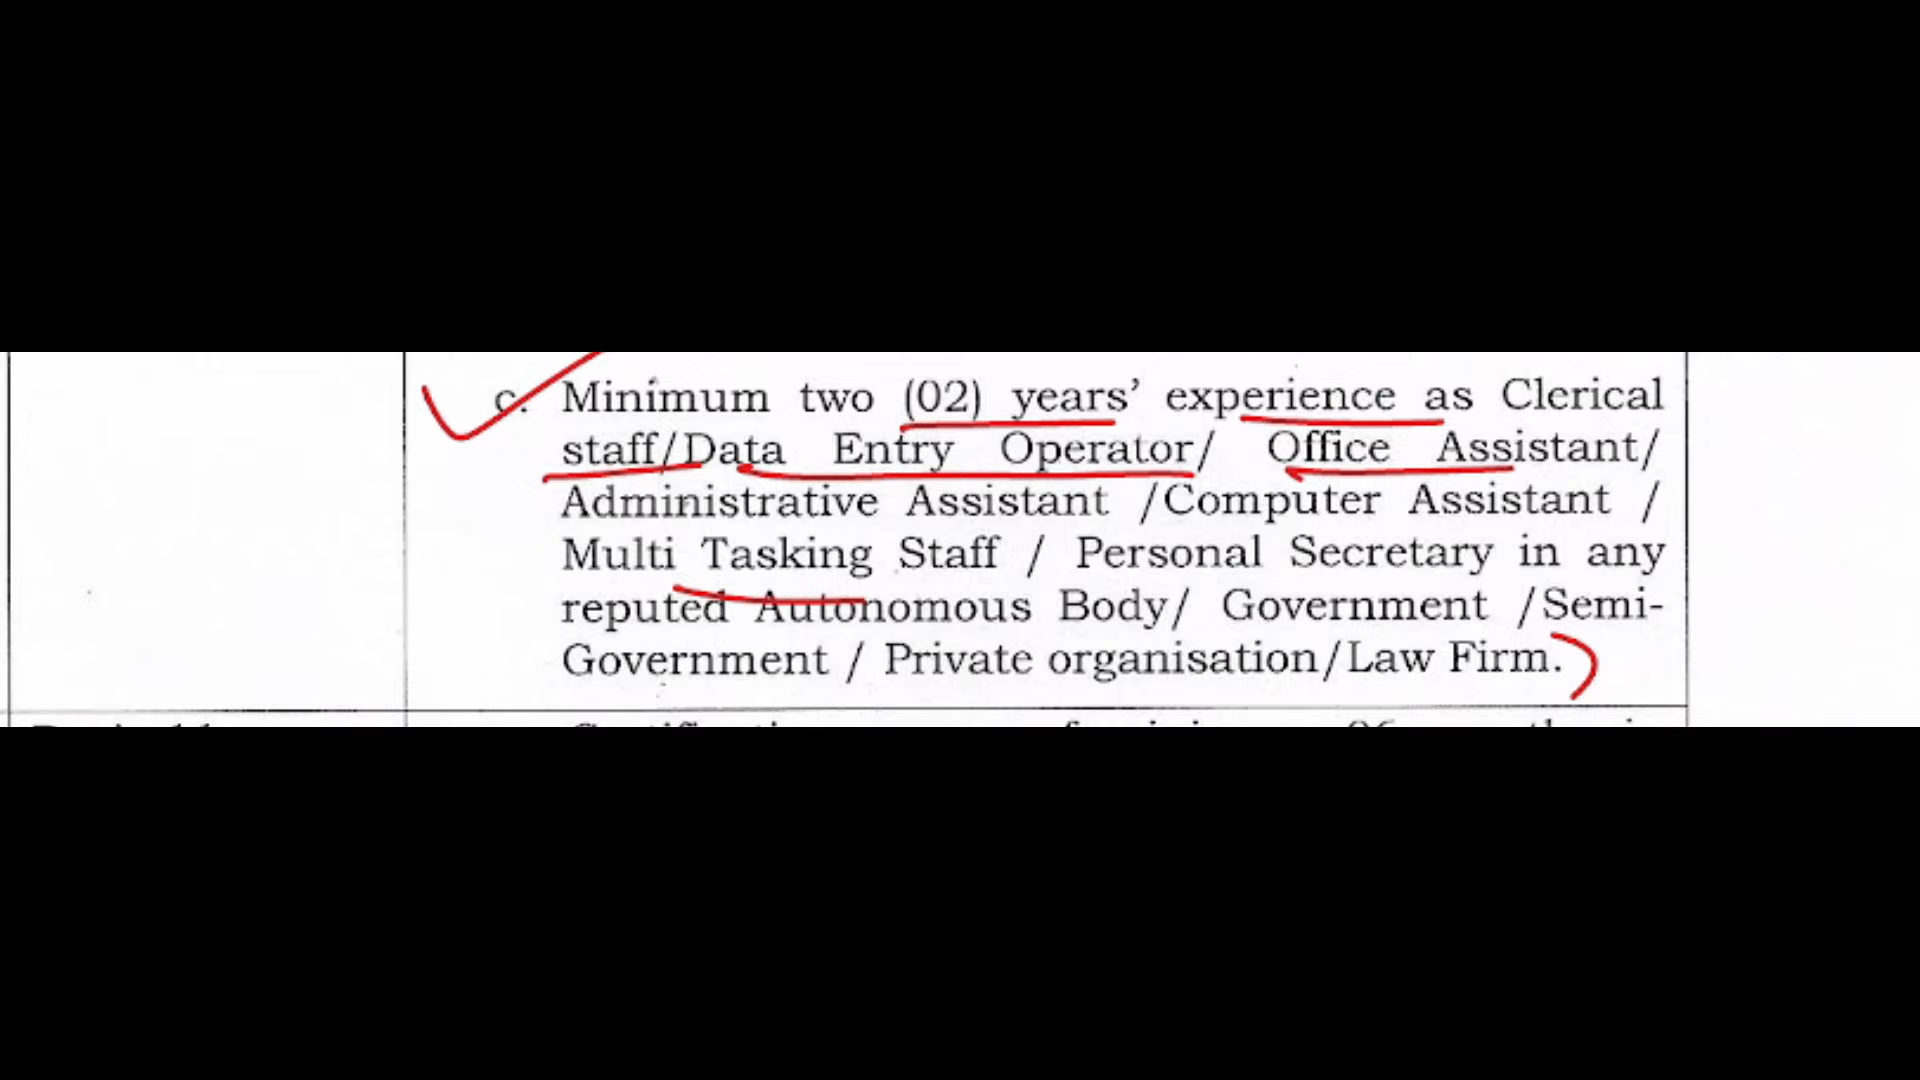 c. Minimum two (02) years’ experience as Clerical
staff/Data Entry Operator/ Office Assistant/
Administrative Assistant /Computer Assistant /
Multi Tasking Staff / Personal Secretary in any
reputed Autonomous Body/ Government /Semi-
Government / Private organisation/Law Firm.